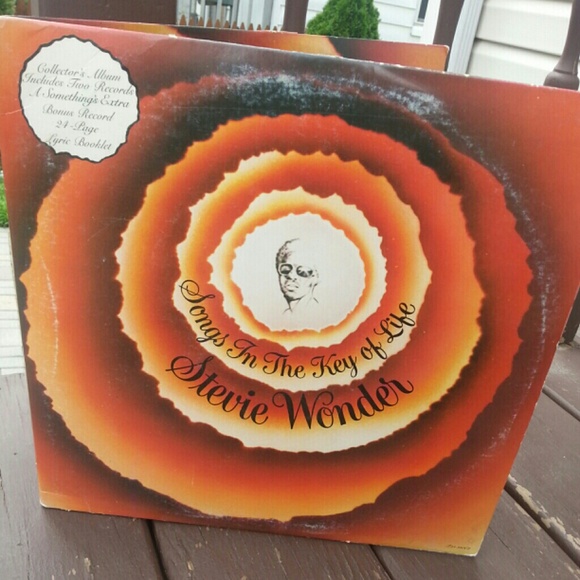 Collector's Album
Includes Two Records
A Something's Extra
Bonus Record
24-Page
Lyric Booklet
Songs In The Key of Life
Stevie Wonder